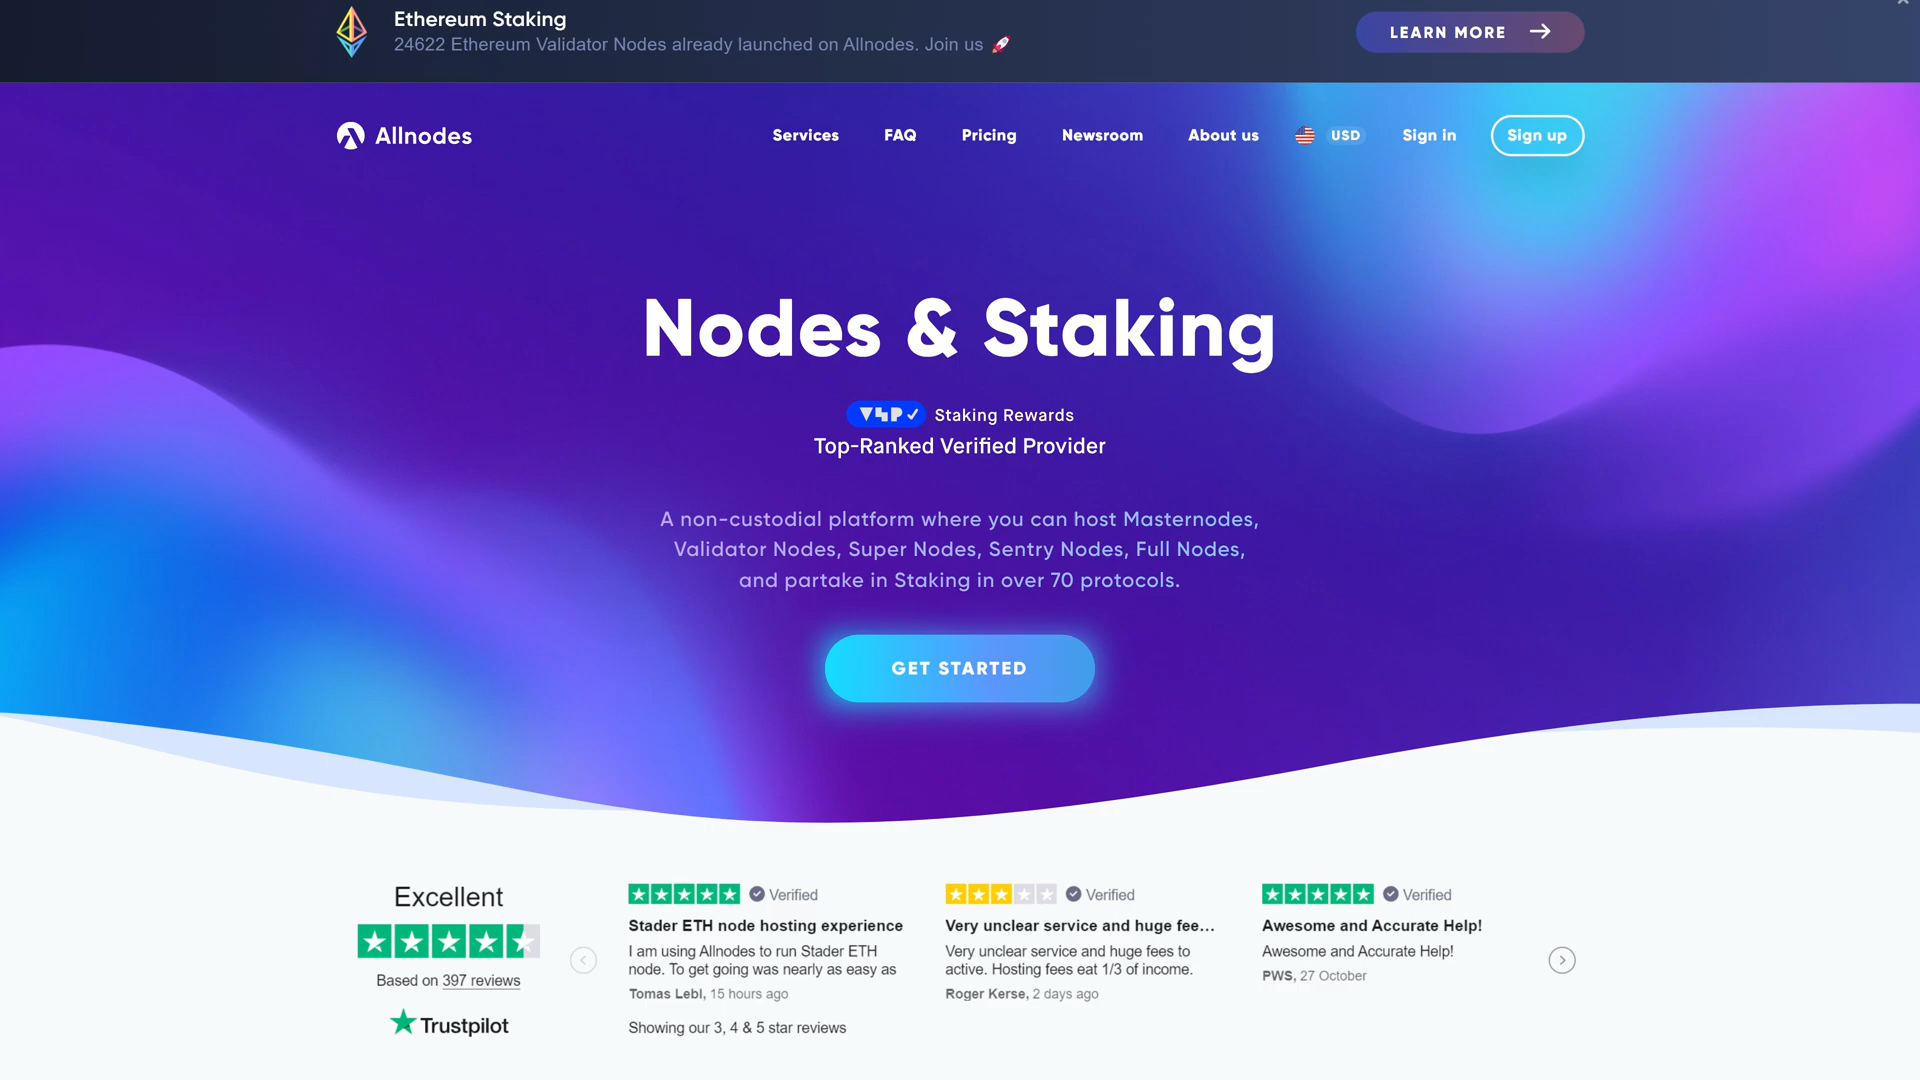 Ethereum Staking
24622 Ethereum Validator Nodes already launched on Allnodes. Join us 🚀
LEARN MORE
Allnodes
Services
FAQ
Pricing
Newsroom
About us
USD
Sign in
Sign up
Nodes & Staking
VSP Staking Rewards
Top-Ranked Verified Provider
A non-custodial platform where you can host Masternodes,
Validator Nodes, Super Nodes, Sentry Nodes, Full Nodes,
and partake in Staking in over 70 protocols.
GET STARTED
Excellent
Based on 397 reviews
Trustpilot
Verified
Stader ETH node hosting experience
I am using Allnodes to run Stader ETH
node. To get going was nearly as easy as
Tomas Lebl, 15 hours ago
Verified
Very unclear service and huge fee...
Very unclear service and huge fees to
active. Hosting fees eat 1/3 of income.
Roger Kerse, 2 days ago
Verified
Awesome and Accurate Help!
Awesome and Accurate Help!
PWS, 27 October
Showing our 3, 4 & 5 star reviews